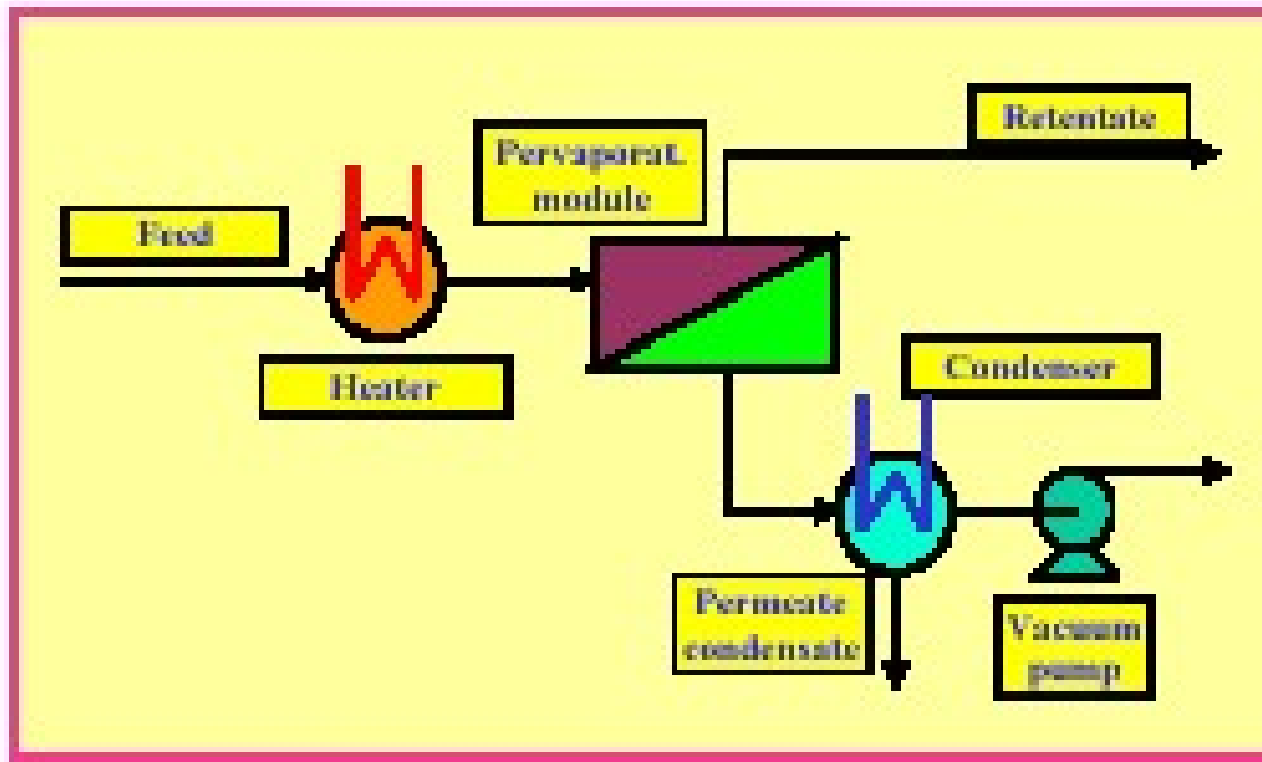 Retentate
Pervaporat.
module
Feed
Condenser
Heater
Permeate
condensate
Vacuum
pump